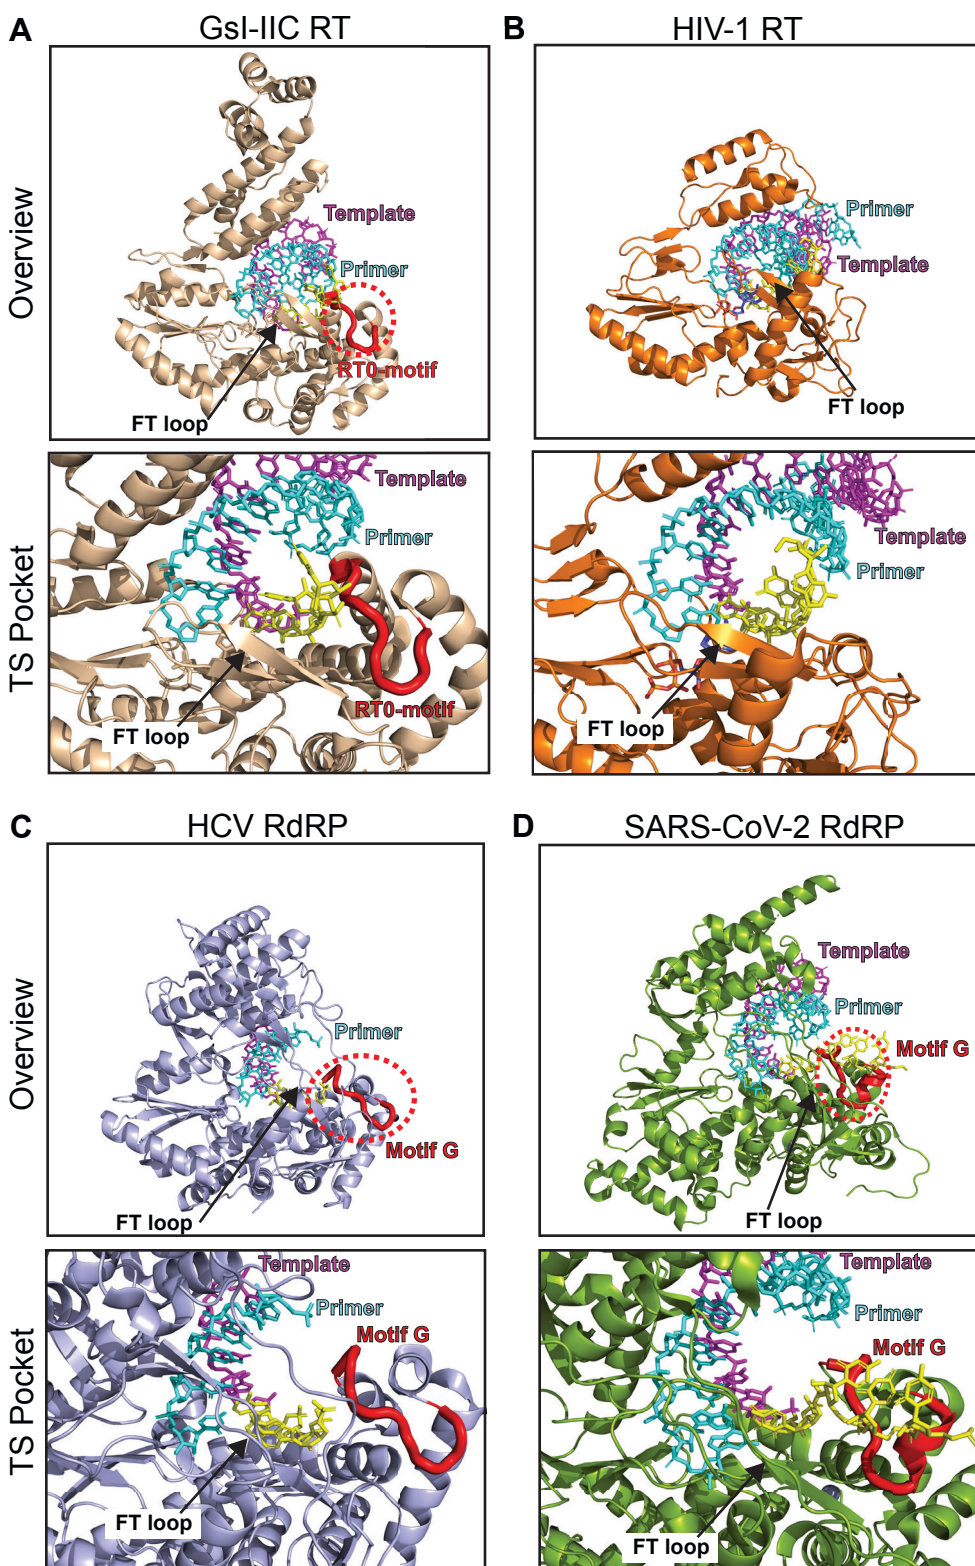 A
GsI-IIC RT
B
HIV-1 RT
Overview
Template
Primer
RT0-motif
FT loop
Primer
Template
FT loop
TS Pocket
Template
Primer
RT0-motif
FT loop
Template
Primer
FT loop
C
HCV RdRP
D
SARS-CoV-2 RdRP
Overview
Primer
Motif G
FT loop
Template
Primer
Motif G
FT loop
TS Pocket
Template
Primer
Motif G
FT loop
Template
Primer
Motif G
FT loop